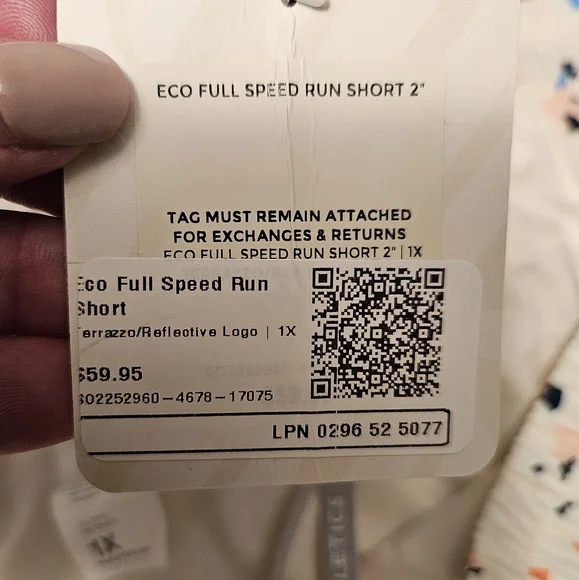 ECO FULL SPEED RUN SHORT 2"
TAG MUST REMAIN ATTACHED
FOR EXCHANGES & RETURNS
ECO FULL SPEED RUN SHORT 2" | 1X
Eco Full Speed Run
Short
Terrazzo/Reflective Logo | 1X
$59.95
SO2252960-4678-17075
LPN 0296 52 5077
1X